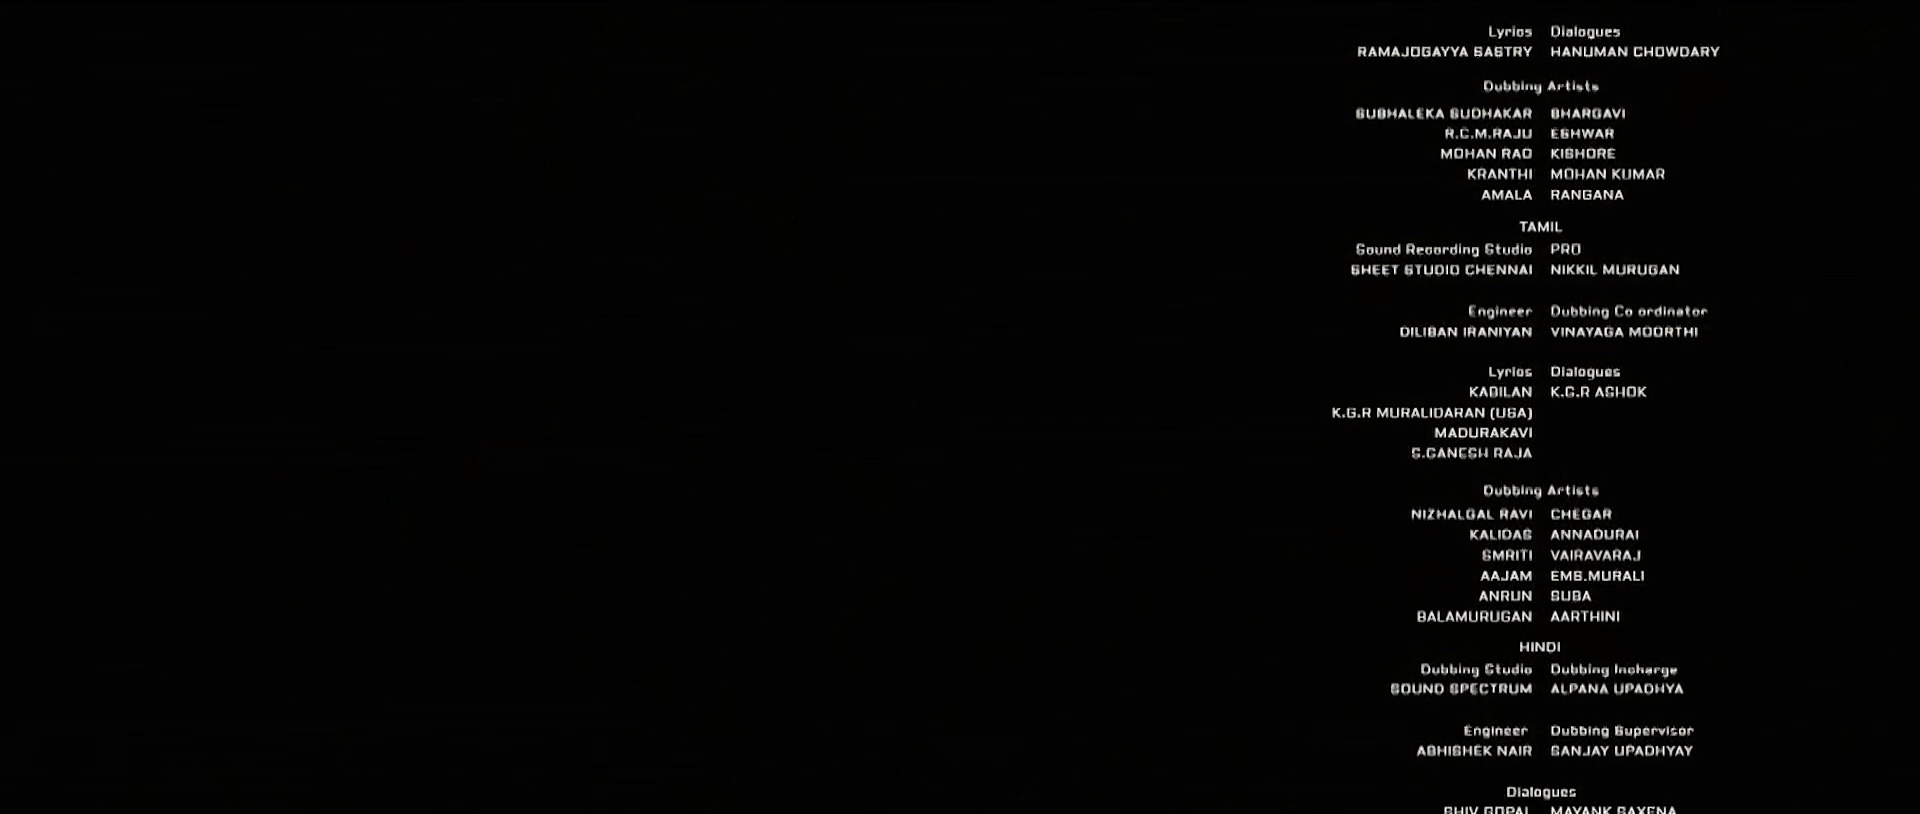 Lyrics Dialogues
RAMAJOGAYYA SASTRY HANUMAN CHOWDARY
Dubbing Artists
SUBHALEKA SUDHAKAR BHARGAVI
R.C.M.RAJU ESHWAR
MOHAN RAO KISHORE
KRANTHI MOHAN KUMAR
AMALA RANGANA
TAMIL
Sound Recording Studio PRO
SHEET STUDIO CHENNAI NIKKIL MURUGAN
Engineer Dubbing Co ordinator
DILIBAN IRANIYAN VINAYAGA MOORTHI
Lyrics Dialogues
KABILAN K.G.R ASHOK
K.G.R MURALIDARAN (USA)
MADURAKAVI
S.GANESH RAJA
Dubbing Artists
NIZHALGAL RAVI CHEGAR
KALIDAS ANNADURAI
SMRITI VAIRAVARAJ
AAJAM EMS.MURALI
ANRUN SUBA
BALAMURUGAN AARTHINI
HINDI
Dubbing Studio Dubbing Incharge
SOUND SPECTRUM ALPANA UPADHYA
Engineer Dubbing Supervisor
ABHISHEK NAIR SANJAY UPADHYAY
Dialogues
SHIV GOPAL MAYANK SAXENA